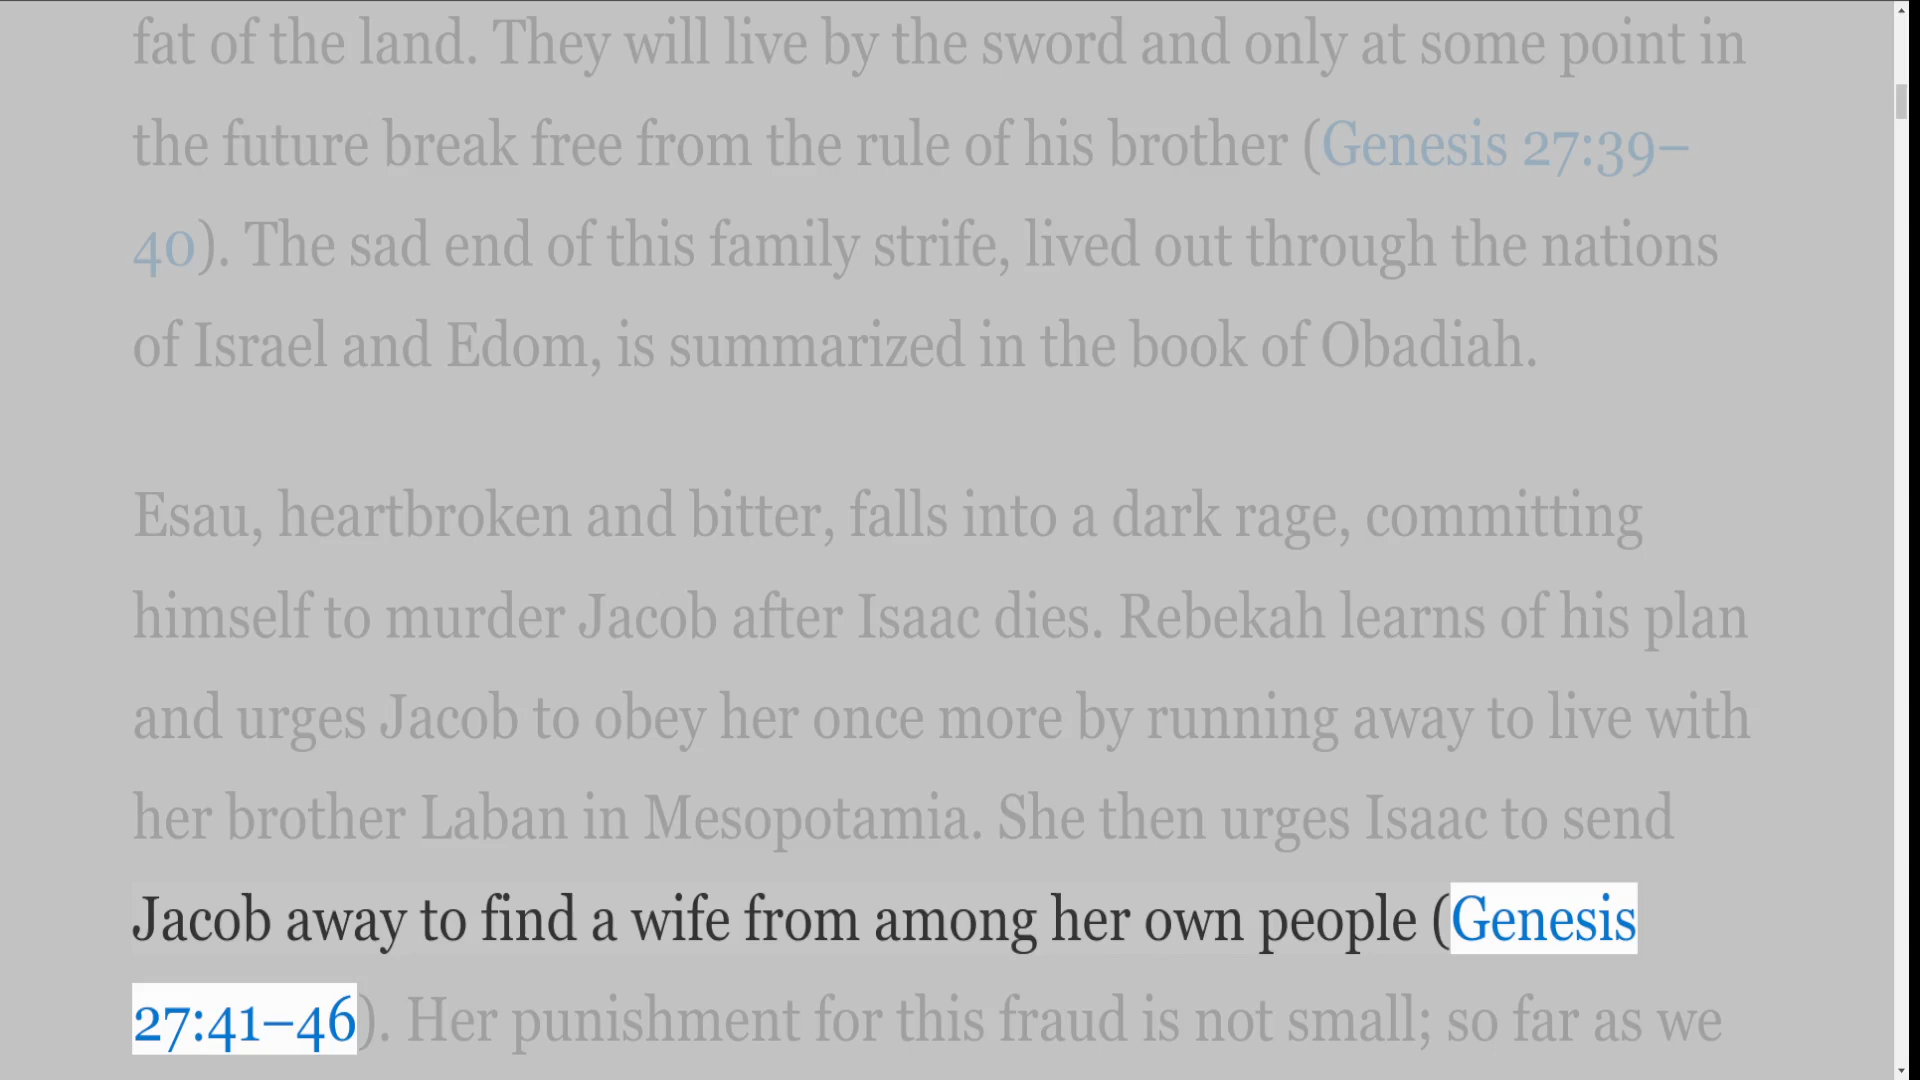 fat of the land. They will live by the sword and only at some point in
the future break free from the rule of his brother (Genesis 27:39–
40). The sad end of this family strife, lived out through the nations
of Israel and Edom, is summarized in the book of Obadiah.
Esau, heartbroken and bitter, falls into a dark rage, committing
himself to murder Jacob after Isaac dies. Rebekah learns of his plan
and urges Jacob to obey her once more by running away to live with
her brother Laban in Mesopotamia. She then urges Isaac to send
Jacob away to find a wife from among her own people (Genesis
27:41–46). Her punishment for this fraud is not small; so far as we